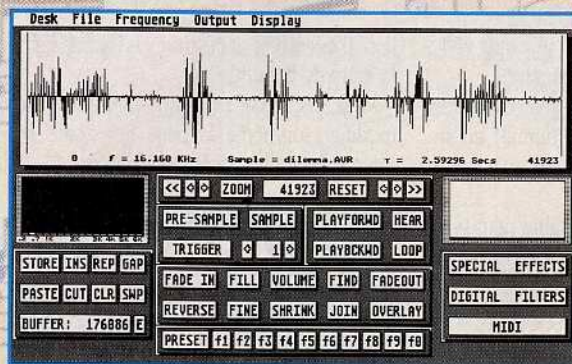 Desk File Frequency Output Display
0 f = 16.160 KHz Sample = dilemma.AVR T = 2.59296 Secs 41923
<< ZOOM 41923 RESET >>
PRE-SAMPLE SAMPLE PLAYFORWD HEAR
TRIGGER 1 PLAYBCKWD LOOP
STORE INS REP GAP
PASTE CUT CLR SWP
BUFFER: 176086 E
FADE IN FILL VOLUME FIND FADEOUT
REVERSE FINE SHRINK JOIN OVERLAY
PRESET f1 f2 f3 f4 f5 f6 f7 f8 f9 f0
SPECIAL EFFECTS
DIGITAL FILTERS
MIDI